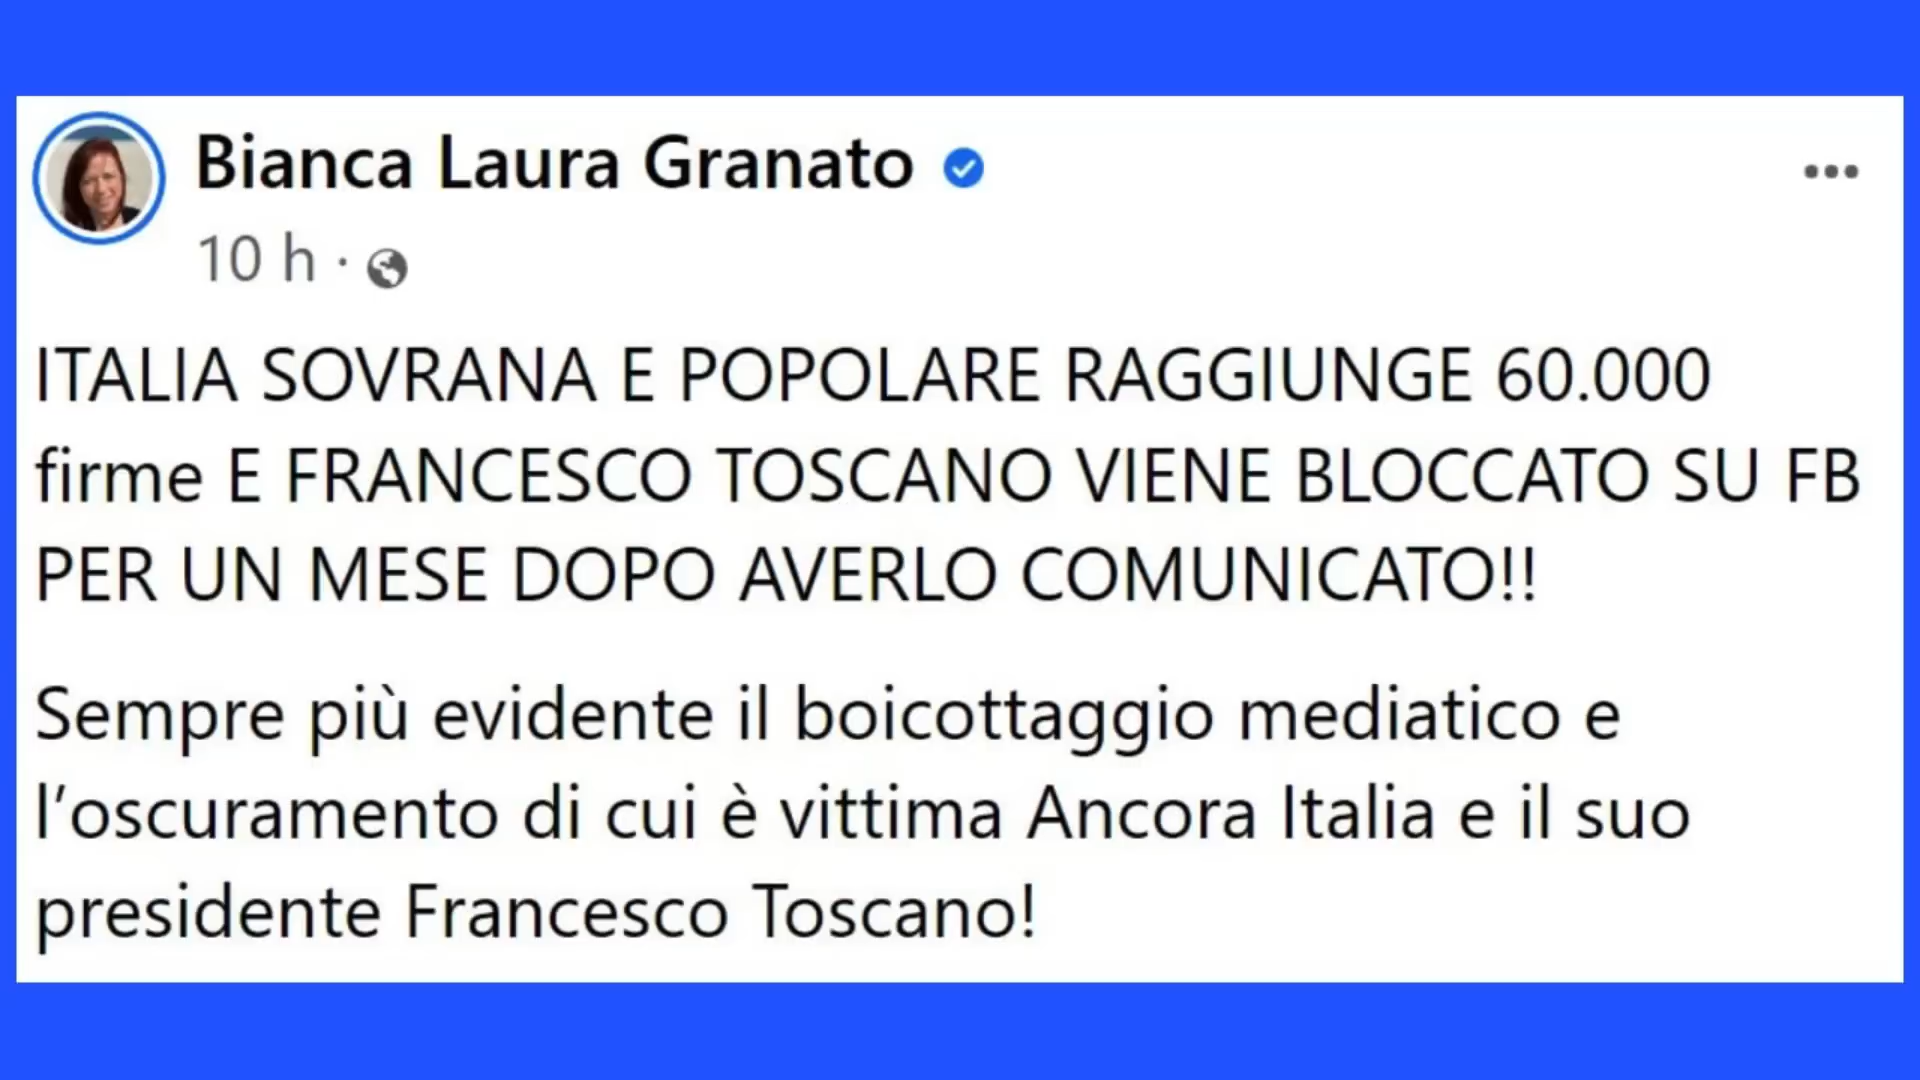 Bianca Laura Granato
10 h ·
ITALIA SOVRANA E POPOLARE RAGGIUNGE 60.000
firme E FRANCESCO TOSCANO VIENE BLOCCATO SU FB
PER UN MESE DOPO AVERLO COMUNICATO!!
Sempre più evidente il boicottaggio mediatico e
l’oscuramento di cui è vittima Ancora Italia e il suo
presidente Francesco Toscano!